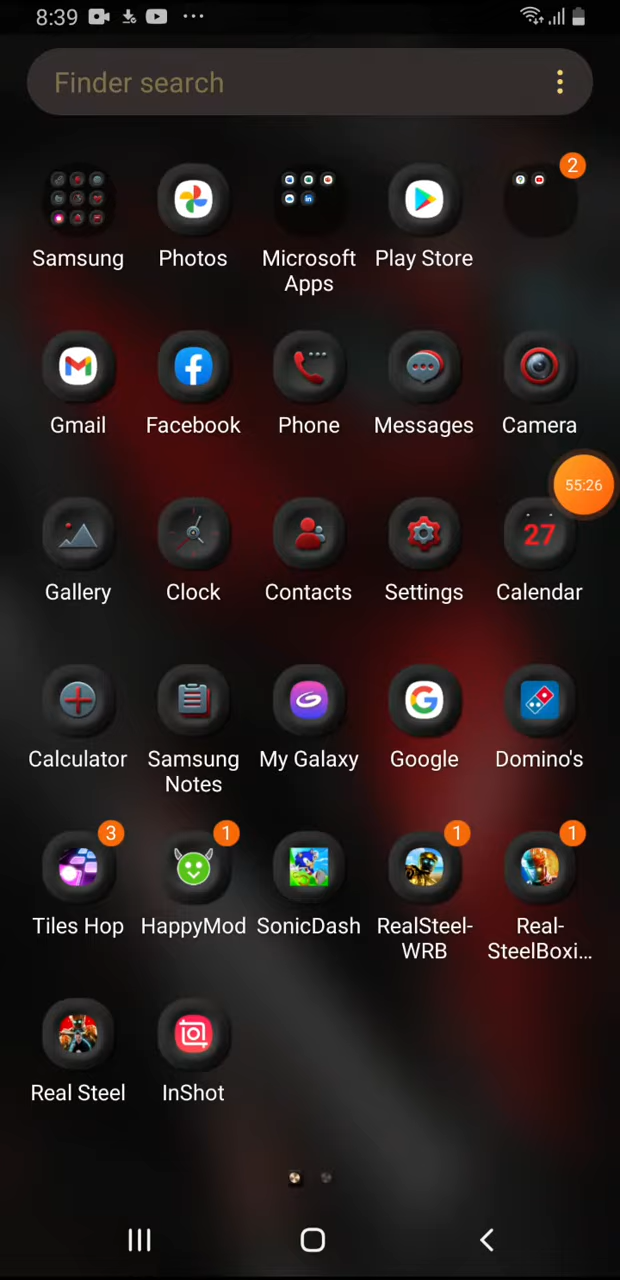 8:39
Finder search
2
Samsung Photos Microsoft Play Store
Apps
Gmail Facebook Phone Messages Camera
55:26
27
Gallery Clock Contacts Settings Calendar
Calculator Samsung My Galaxy Google Domino's
Notes
3 1 1 1
Tiles Hop HappyMod SonicDash RealSteel- Real-
WRB SteelBoxi...
Real Steel InShot